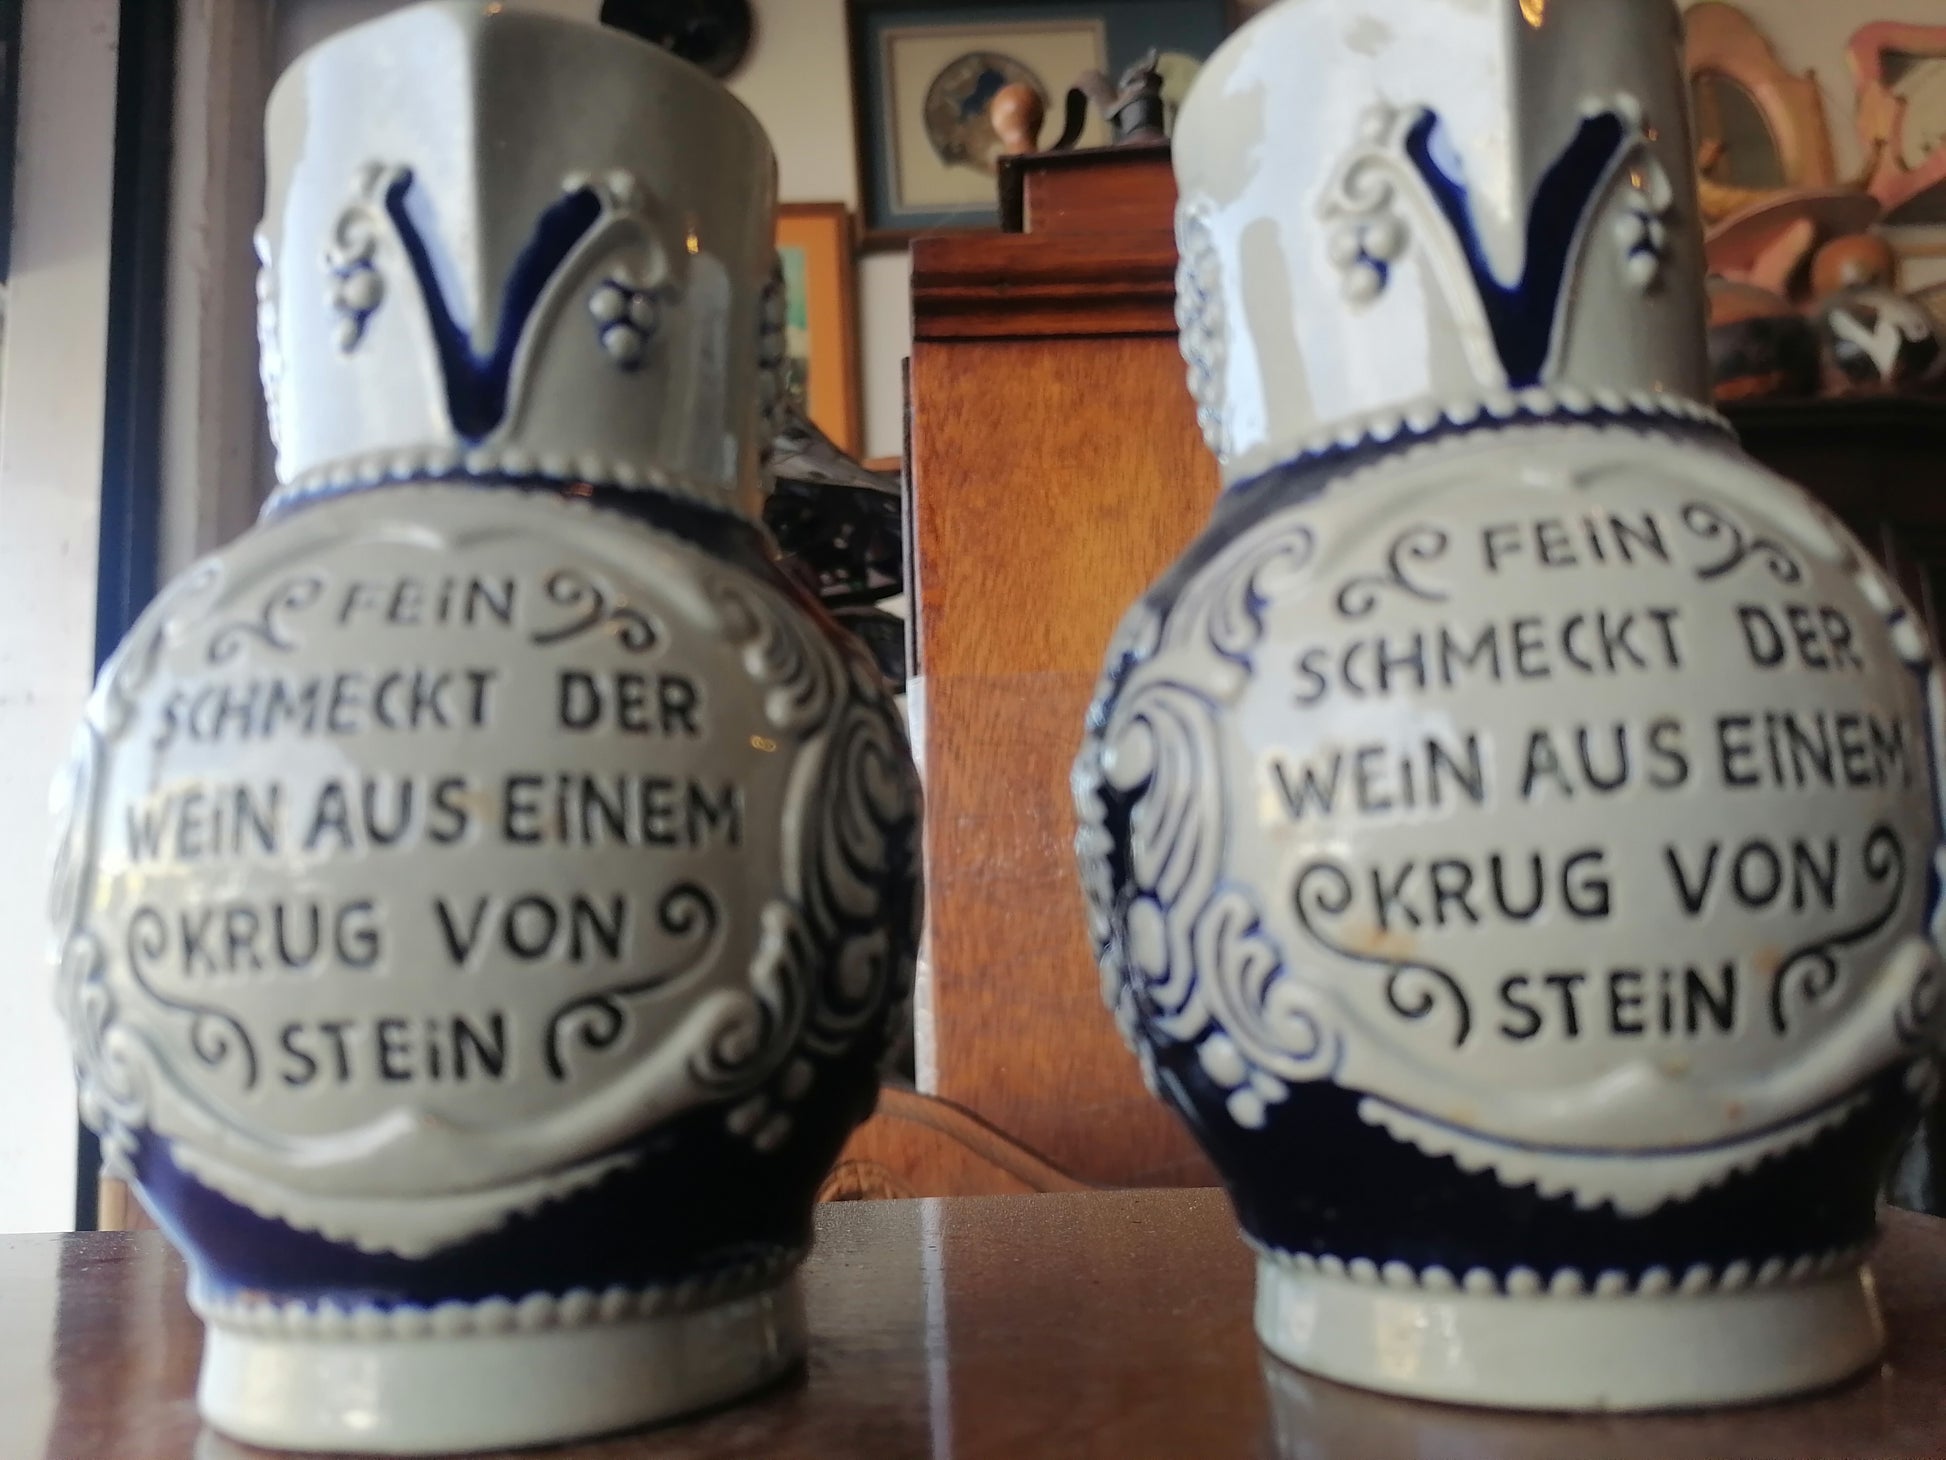 FEiN
SCHMECKT DER
WEiN AUS EiNEM
KRUG VON
STEiN
FEiN
SCHMECKT DER
WEiN AUS EiNEM
KRUG VON
STEiN